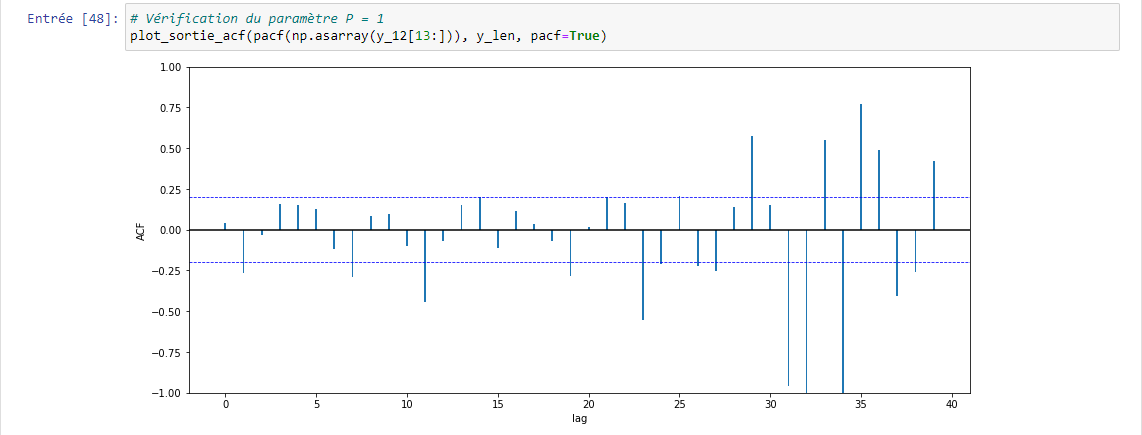 Entrée [48]:
# Vérification du paramètre P = 1
plot_sortie_acf(pacf(np.asarray(y_12[13:])), y_len, pacf=True)
1.00
0.75
0.50
0.25
0.00
−0.25
−0.50
−0.75
−1.00
ACF
0 5 10 15 20 25 30 35 40
lag